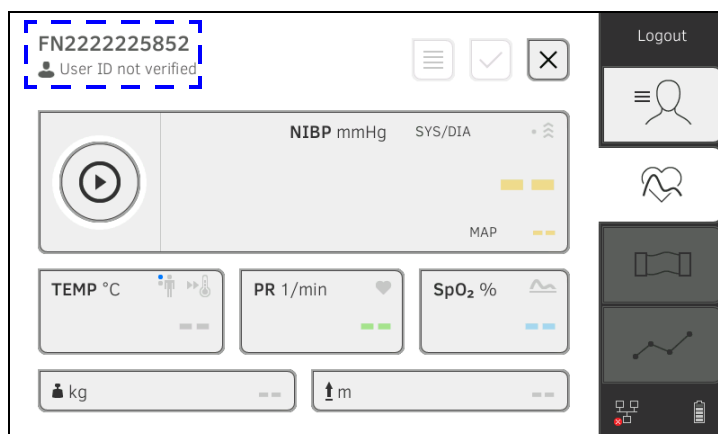 FN2222225852
User ID not verified
Logout
NIBP mmHg SYS/DIA
-- --
MAP --
TEMP °C
--
PR 1/min
--
SpO₂ %
--
kg --
m --